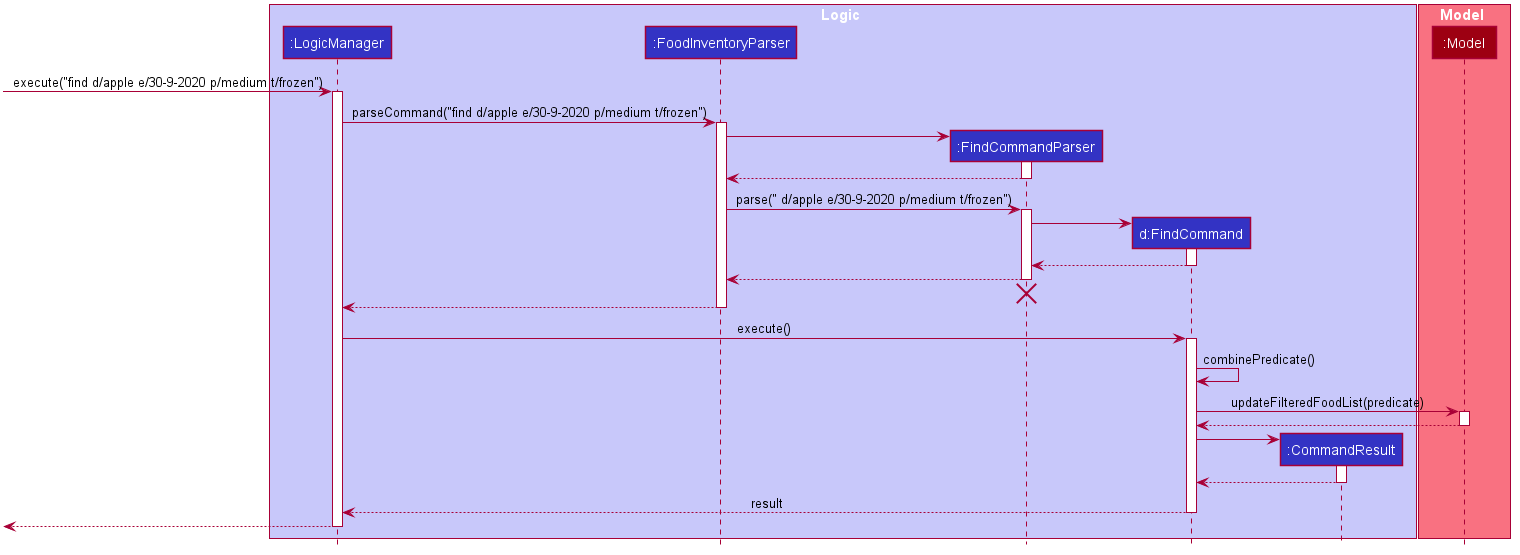 Logic
Model
:LogicManager
:FoodInventoryParser
:Model
execute("find d/apple e/30-9-2020 p/medium t/frozen")
parseCommand("find d/apple e/30-9-2020 p/medium t/frozen")
:FindCommandParser
parse(" d/apple e/30-9-2020 p/medium t/frozen")
d:FindCommand
execute()
combinePredicate()
updateFilteredFoodList(predicate)
:CommandResult
result